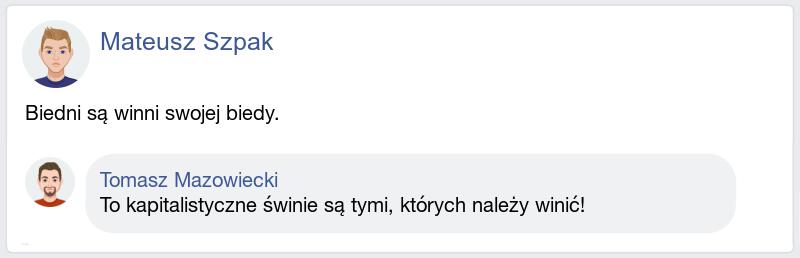 Mateusz Szpak
Biedni są winni swojej biedy.
Tomasz Mazowiecki
To kapitalistyczne świnie są tymi, których należy winić!